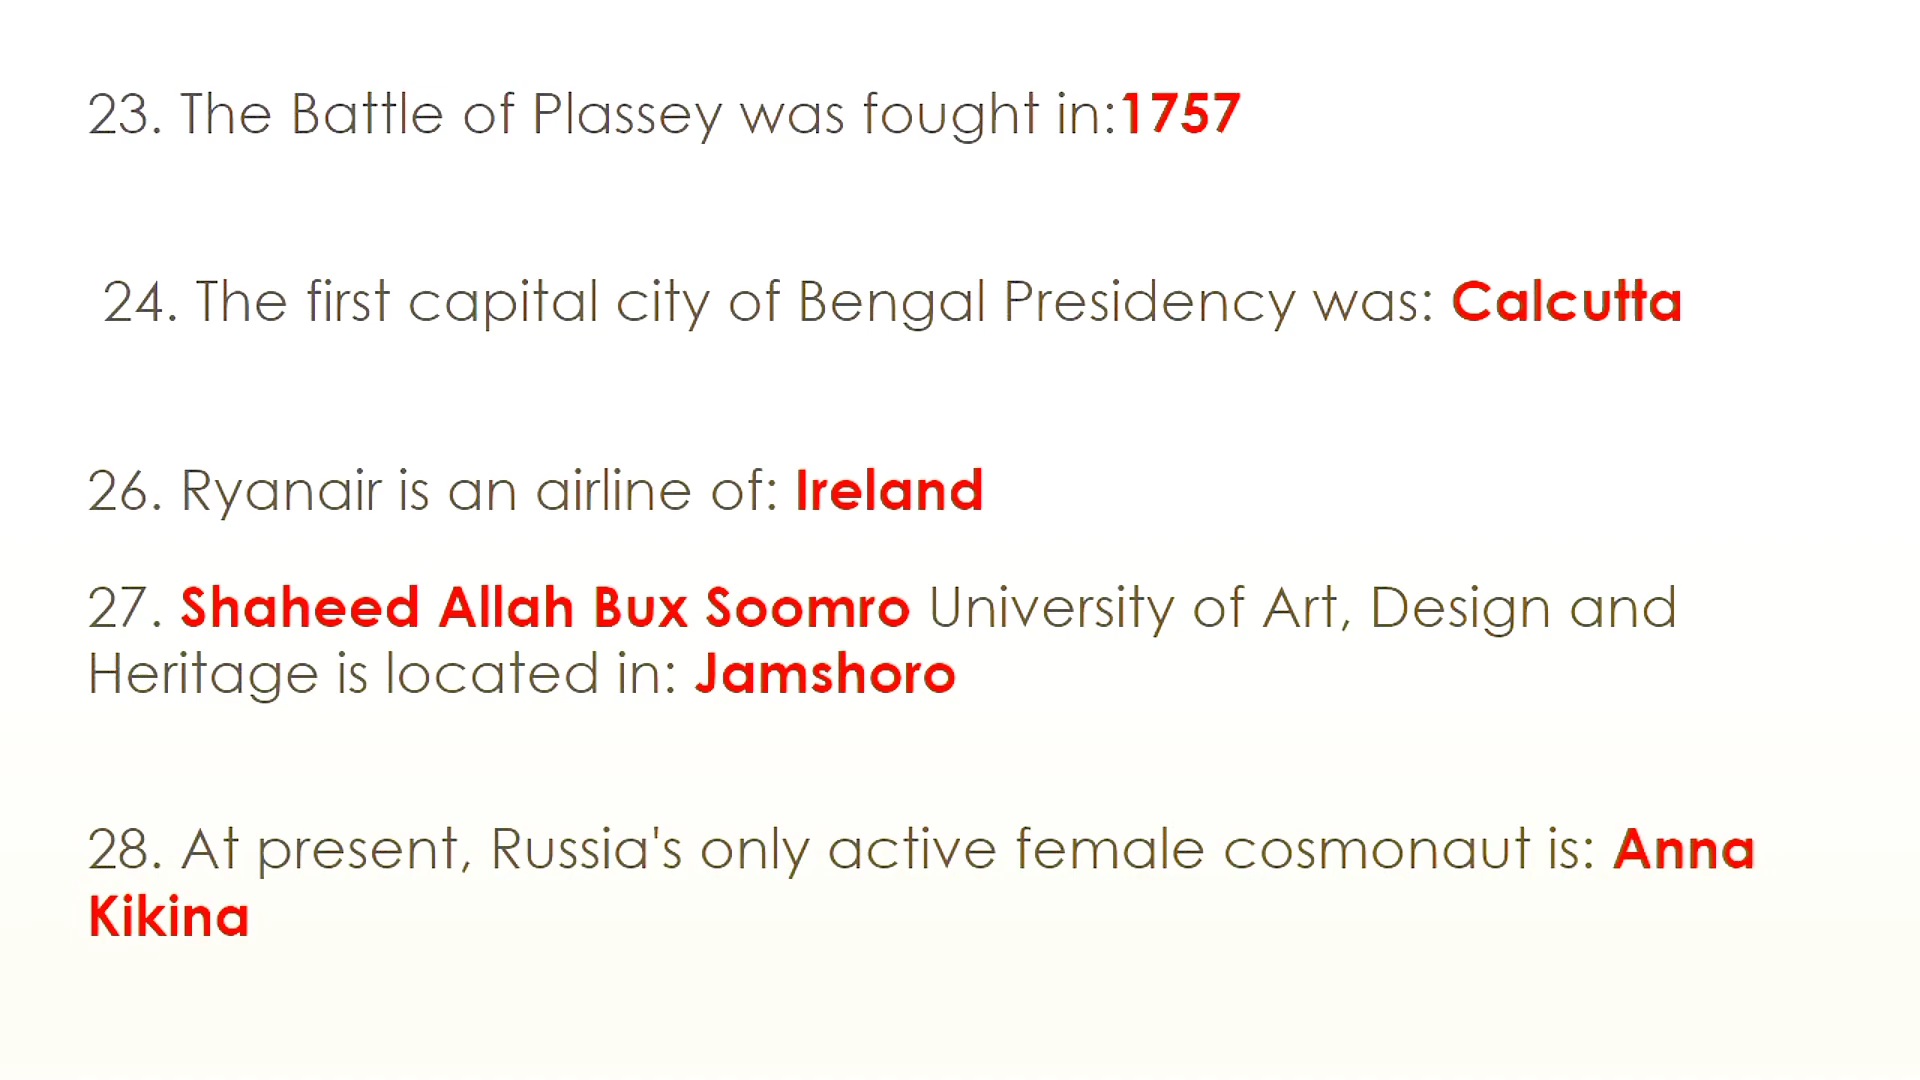 23. The Battle of Plassey was fought in:1757
24. The first capital city of Bengal Presidency was: Calcutta
26. Ryanair is an airline of: Ireland
27. Shaheed Allah Bux Soomro University of Art, Design and
Heritage is located in: Jamshoro
28. At present, Russia's only active female cosmonaut is: Anna
Kikina